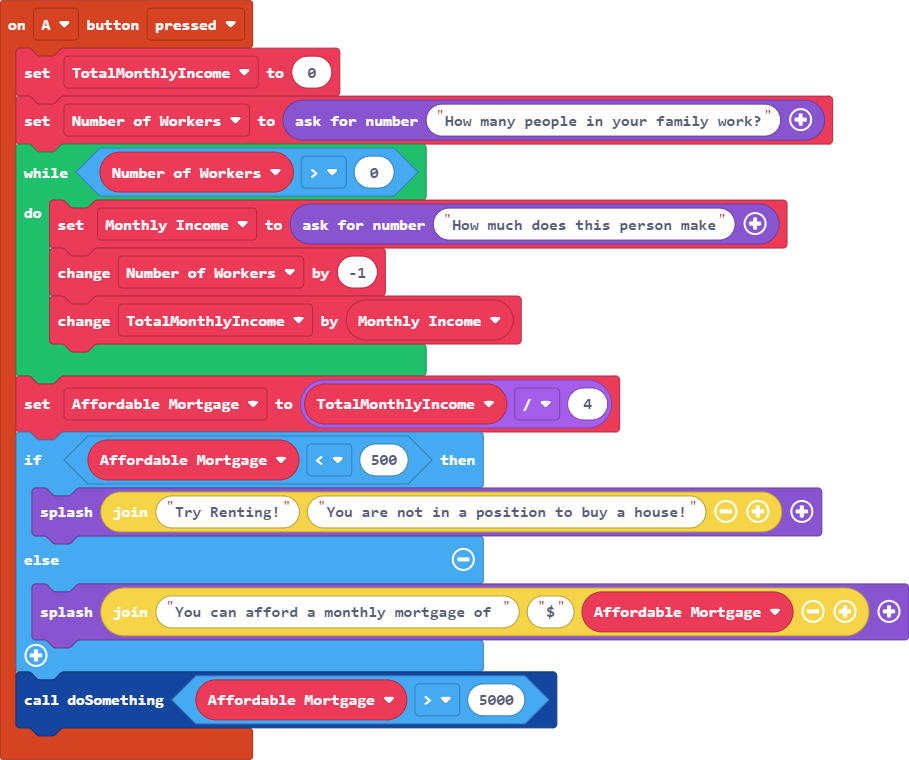 on A button pressed
set TotalMonthlyIncome to 0
set Number of Workers to ask for number "How many people in your family work?"
while Number of Workers > 0
do set Monthly Income to ask for number "How much does this person make"
change Number of Workers by -1
change TotalMonthlyIncome by Monthly Income
set Affordable Mortgage to TotalMonthlyIncome / 4
if Affordable Mortgage < 500 then
splash join "Try Renting!" "You are not in a position to buy a house!"
else
splash join "You can afford a monthly mortgage of " "$" Affordable Mortgage
call doSomething Affordable Mortgage > 5000